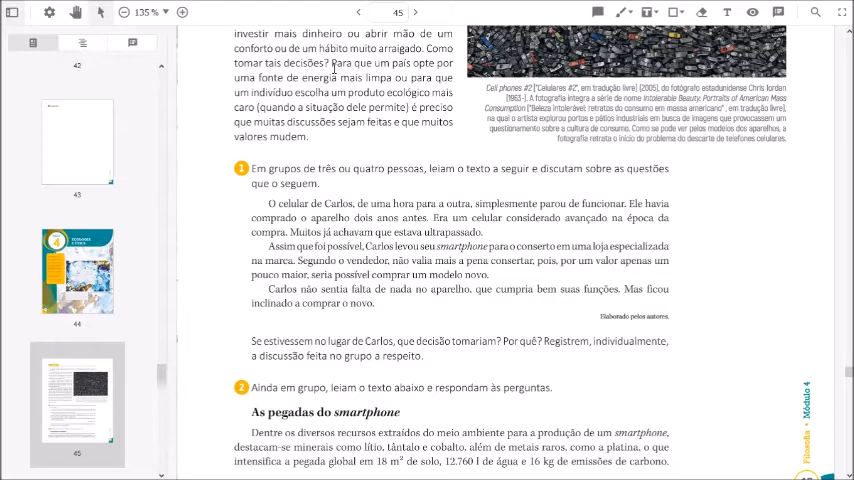 135 %
45
42
43
44
45
investir mais dinheiro ou abrir mão de um
conforto ou de um hábito muito arraigado. Como
tomar tais decisões? Para que um país opte por
uma fonte de energia mais limpa ou para que
um indivíduo escolha um produto ecológico mais
caro (quando a situação dele permite) é preciso
que muitas discussões sejam feitas e que muitos
valores mudem.
Cell phones #2 ["Celulares #2", em tradução livre] (2005), do fotógrafo estadunidense Chris Jordan
(1963-). A fotografia integra a série de nome Intolerable Beauty: Portraits of American Mass
Consumption ["Beleza intolerável: retratos do consumo americano", em tradução livre],
na qual o artista explorou portos e pátios industriais em busca de imagens que provocassem um
questionamento sobre a cultura de consumo. Como se pode ver pelos modelos dos aparelhos, a
fotografia retrata o início do problema do descarte de telefones celulares.
1 Em grupos de três ou quatro pessoas, leiam o texto a seguir e discutam sobre as questões
que o seguem.
O celular de Carlos, de uma hora para a outra, simplesmente parou de funcionar. Ele havia
comprado o aparelho dois anos antes. Era um celular considerado avançado na época da
compra. Muitos já achavam que estava ultrapassado.
Assim que foi possível, Carlos levou seu smartphone para o conserto em uma loja especializada
na marca. Segundo o vendedor, não valia mais a pena consertar, pois, por um valor apenas um
pouco maior, seria possível comprar um modelo novo.
Carlos não sentia falta de nada no aparelho, que cumpria bem suas funções. Mas ficou
inclinado a comprar o novo.
Elaborado pelos autores.
Se estivessem no lugar de Carlos, que decisão tomariam? Por quê? Registrem, individualmente,
a discussão feita no grupo a respeito.
2 Ainda em grupo, leiam o texto abaixo e respondam às perguntas.
As pegadas do smartphone
Dentre os diversos recursos extraídos do meio ambiente para a produção de um smartphone,
destacam-se minerais como lítio, tântalo e cobalto, além de metais raros, como a platina, o que
intensifica a pegada global em 18 m² de solo, 12.760 l de água e 16 kg de emissões de carbono.
Filosofia • Módulo 4